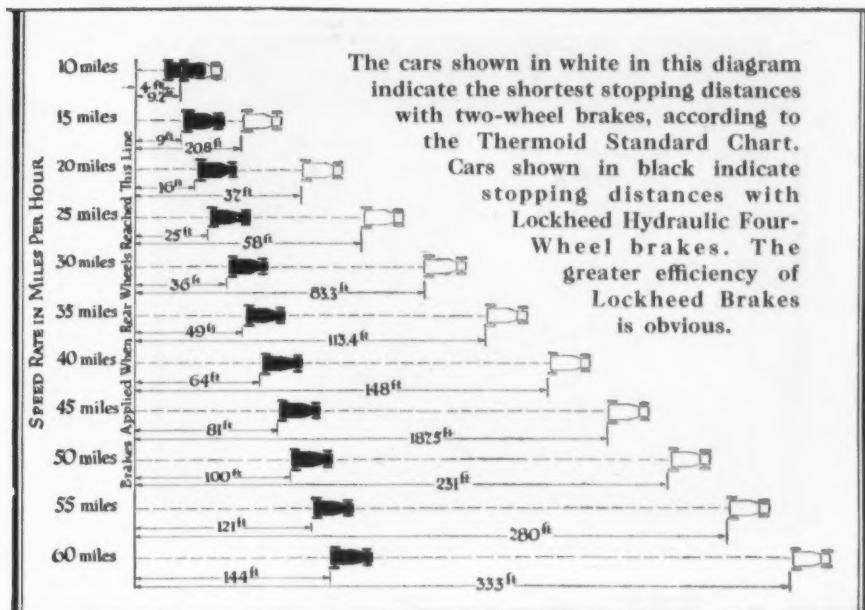 The cars shown in white in this diagram
indicate the shortest stopping distances
with two-wheel brakes, according to
the Thermoid Standard Chart.
Cars shown in black indicate
stopping distances with
Lockheed Hydraulic Four-
Wheel brakes. The
greater efficiency of
Lockheed Brakes
is obvious.
SPEED RATE IN MILES PER HOUR
Brakes Applied When Rear Wheels Reached This Line
10 miles
4 ft
9.2 ft
15 miles
9 ft
20.8 ft
20 miles
16 ft
37 ft
25 miles
25 ft
58 ft
30 miles
36 ft
83.3 ft
35 miles
49 ft
113.4 ft
40 miles
64 ft
148 ft
45 miles
81 ft
187.5 ft
50 miles
100 ft
231 ft
55 miles
121 ft
280 ft
60 miles
144 ft
333 ft